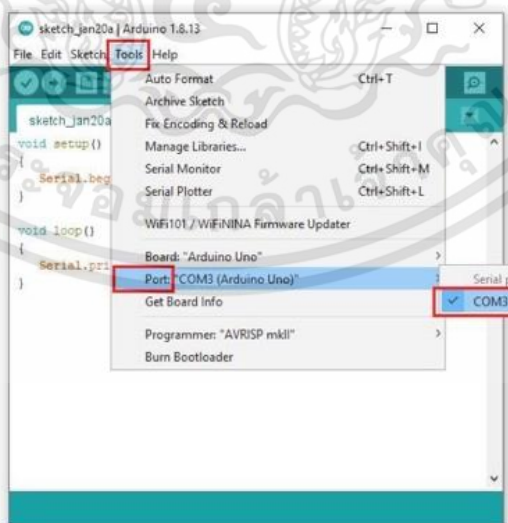 sketch_jan20a | Arduino 1.8.13
File Edit Sketch Tools Help
sketch_jan20a
void setup()
{
Serial.beg
}
void loop()
{
Serial.pri
}
Auto Format Ctrl+T
Archive Sketch
Fix Encoding & Reload
Manage Libraries... Ctrl+Shift+I
Serial Monitor Ctrl+Shift+M
Serial Plotter Ctrl+Shift+L
WiFi101 / WiFiNINA Firmware Updater
Board: "Arduino Uno"
Port: "COM3 (Arduino Uno)"
Get Board Info
Programmer: "AVRISP mkII"
Burn Bootloader
Serial p
COM3